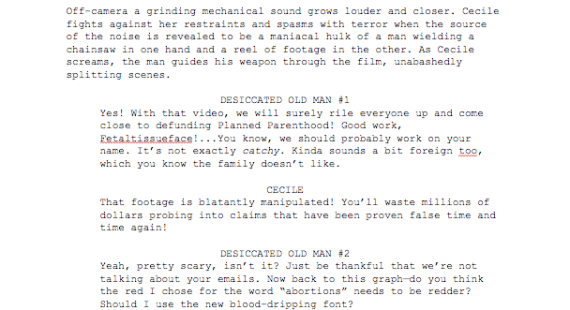 Off-camera a grinding mechanical sound grows louder and closer. Cecile
fights against her restraints and spasms with terror when the source
of the noise is revealed to be a maniacal hulk of a man wielding a
chainsaw in one hand and a reel of footage in the other. As Cecile
screams, the man guides his weapon through the film, unabashedly
splitting scenes.
DESICCATED OLD MAN #1
Yes! With that video, we will surely rile everyone up and come
close to defunding Planned Parenthood! Good work,
Fetaltissueface!...You know, we should probably work on your
name. It's not exactly catchy. Kinda sounds a bit foreign too,
which you know the family doesn't like.
CECILE
That footage is blatantly manipulated! You'll waste millions of
dollars probing into claims that have been proven false time and
time again!
DESICCATED OLD MAN #2
Yeah, pretty scary, isn't it? Just be thankful that we're not
talking about your emails. Now back to this graph—do you think
the red I chose for the word "abortions" needs to be redder?
Should I use the new blood-dripping font?